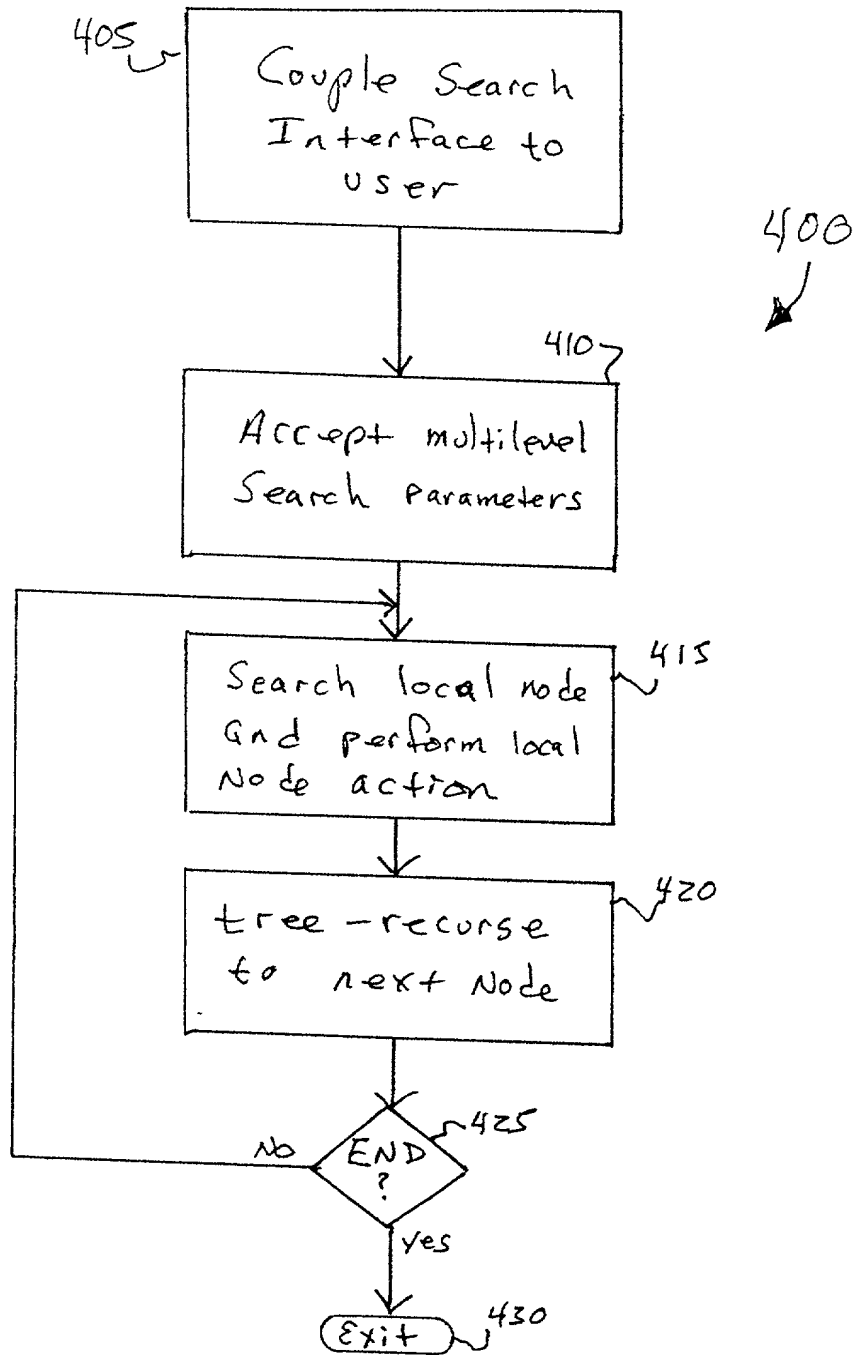 405
Couple Search
Interface to
user
400
410
Accept multilevel
Search parameters
415
Search local node
and perform local
Node action
420
tree-recurse
to next Node
425
END
?
No
Yes
430
Exit